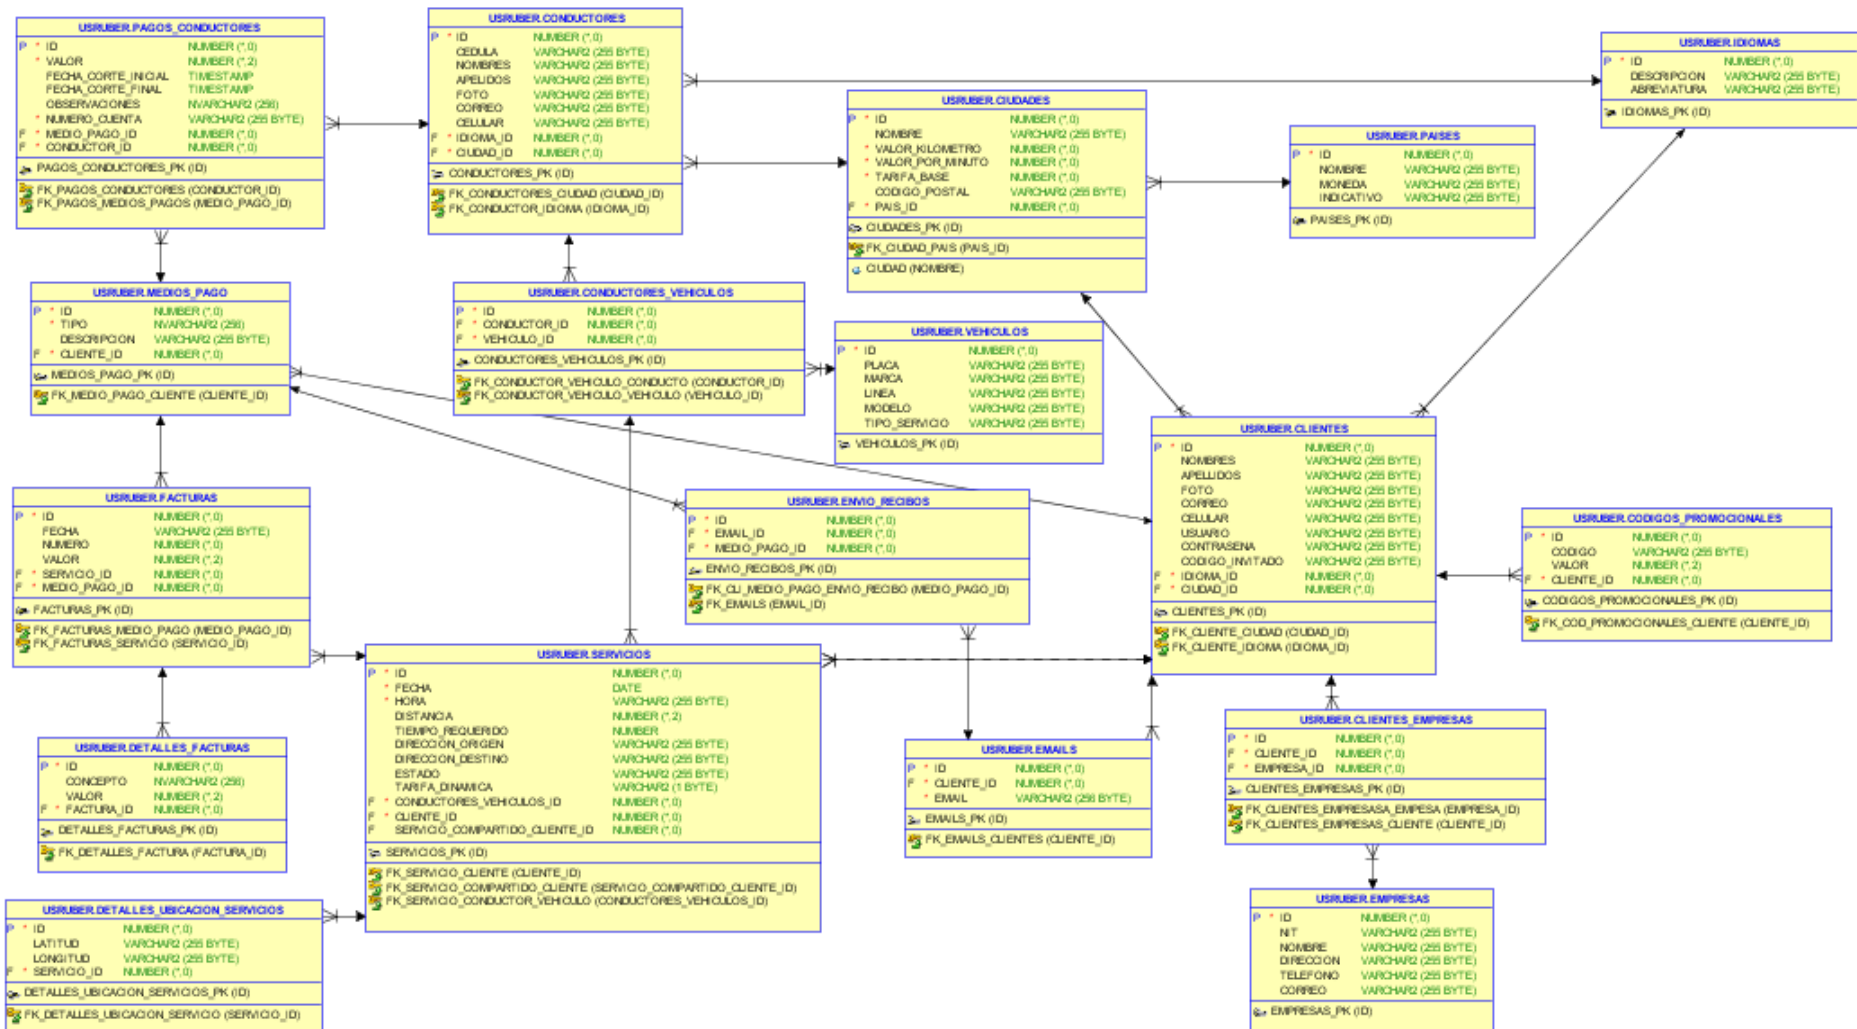 USRUBER.PAGOS_CONDUCTORES
P * ID NUMBER (*,0)
* VALOR NUMBER (*,2)
FECHA_CORTE_INICIAL TIMESTAMP
FECHA_CORTE_FINAL TIMESTAMP
OBSERVACIONES NVARCHAR2 (256)
* NUMERO_CUENTA VARCHAR2 (255 BYTE)
F * MEDIO_PAGO_ID NUMBER (*,0)
F * CONDUCTOR_ID NUMBER (*,0)
PAGOS_CONDUCTORES_PK (ID)
FK_PAGOS_CONDUCTORES (CONDUCTOR_ID)
FK_PAGOS_MEDIOS_PAGOS (MEDIO_PAGO_ID)
USRUBER.CONDUCTORES
P * ID NUMBER (*,0)
CEDULA VARCHAR2 (255 BYTE)
NOMBRES VARCHAR2 (255 BYTE)
APELIDOS VARCHAR2 (255 BYTE)
FOTO VARCHAR2 (255 BYTE)
CORREO VARCHAR2 (255 BYTE)
CELULAR VARCHAR2 (255 BYTE)
F * IDIOMA_ID NUMBER (*,0)
F * CIUDAD_ID NUMBER (*,0)
CONDUCTORES_PK (ID)
FK_CONDUCTORES_CIUDAD (CIUDAD_ID)
FK_CONDUCTOR_IDIOMA (IDIOMA_ID)
USRUBER.CIUDADES
P * ID NUMBER (*,0)
NOMBRE VARCHAR2 (255 BYTE)
* VALOR_KILOMETRO NUMBER (*,0)
* VALOR_POR_MINUTO NUMBER (*,0)
* TARIFA_BASE NUMBER (*,0)
CODIGO_POSTAL VARCHAR2 (255 BYTE)
F * PAIS_ID NUMBER (*,0)
CIUDADES_PK (ID)
FK_CIUDAD_PAIS (PAIS_ID)
CIUDAD (NOMBRE)
USRUBER.PAISES
P * ID NUMBER (*,0)
NOMBRE VARCHAR2 (255 BYTE)
MONEDA VARCHAR2 (255 BYTE)
INDICATIVO VARCHAR2 (255 BYTE)
PAISES_PK (ID)
USRUBER.IDIOMAS
P * ID NUMBER (*,0)
DESCRIPCION VARCHAR2 (255 BYTE)
ABREVIATURA VARCHAR2 (255 BYTE)
IDIOMAS_PK (ID)
USRUBER.MEDIOS_PAGO
P * ID NUMBER (*,0)
* TIPO NVARCHAR2 (256)
DESCRIPCION VARCHAR2 (255 BYTE)
F * CLIENTE_ID NUMBER (*,0)
MEDIOS_PAGO_PK (ID)
FK_MEDIO_PAGO_CLIENTE (CLIENTE_ID)
USRUBER.CONDUCTORES_VEHICULOS
P * ID NUMBER (*,0)
F * CONDUCTOR_ID NUMBER (*,0)
F * VEHICULO_ID NUMBER (*,0)
CONDUCTORES_VEHICULOS_PK (ID)
FK_CONDUCTOR_VEHICULO_CONDUCTO (CONDUCTOR_ID)
FK_CONDUCTOR_VEHICULO_VEHICULO (VEHICULO_ID)
USRUBER.VEHICULOS
P * ID NUMBER (*,0)
PLACA VARCHAR2 (255 BYTE)
MARCA VARCHAR2 (255 BYTE)
LINEA VARCHAR2 (255 BYTE)
MODELO VARCHAR2 (255 BYTE)
TIPO_SERVICIO VARCHAR2 (255 BYTE)
VEHICULOS_PK (ID)
USRUBER.CLIENTES
P * ID NUMBER (*,0)
NOMBRES VARCHAR2 (255 BYTE)
APELLIDOS VARCHAR2 (255 BYTE)
FOTO VARCHAR2 (255 BYTE)
CORREO VARCHAR2 (255 BYTE)
CELULAR VARCHAR2 (255 BYTE)
USUARIO VARCHAR2 (255 BYTE)
CONTRASENA VARCHAR2 (255 BYTE)
CODIGO_INVITADO VARCHAR2 (255 BYTE)
F * IDIOMA_ID NUMBER (*,0)
F * CIUDAD_ID NUMBER (*,0)
CLIENTES_PK (ID)
FK_CLIENTE_CIUDAD (CIUDAD_ID)
FK_CLIENTE_IDIOMA (IDIOMA_ID)
USRUBER.FACTURAS
P * ID NUMBER (*,0)
FECHA VARCHAR2 (255 BYTE)
NUMERO NUMBER (*,0)
VALOR NUMBER (*,2)
F * SERVICIO_ID NUMBER (*,0)
F * MEDIO_PAGO_ID NUMBER (*,0)
FACTURAS_PK (ID)
FK_FACTURAS_MEDIO_PAGO (MEDIO_PAGO_ID)
FK_FACTURAS_SERVICIO (SERVICIO_ID)
USRUBER.ENVIO_RECIBOS
P * ID NUMBER (*,0)
F * EMAIL_ID NUMBER (*,0)
F * MEDIO_PAGO_ID NUMBER (*,0)
ENVIO_RECIBOS_PK (ID)
FK_CLI_MEDIO_PAGO_ENVIO_RECIBO (MEDIO_PAGO_ID)
FK_EMAILS (EMAIL_ID)
USRUBER.CODIGOS_PROMOCIONALES
P * ID NUMBER (*,0)
CODIGO VARCHAR2 (255 BYTE)
VALOR NUMBER (*,2)
F * CLIENTE_ID NUMBER (*,0)
CODIGOS_PROMOCIONALES_PK (ID)
FK_COD_PROMOCIONALES_CLIENTE (CLIENTE_ID)
USRUBER.SERVICIOS
P * ID NUMBER (*,0)
* FECHA DATE
* HORA VARCHAR2 (255 BYTE)
DISTANCIA NUMBER (*,2)
TIEMPO_REQUERIDO NUMBER
DIRECCION_ORIGEN VARCHAR2 (255 BYTE)
DIRECCION_DESTINO VARCHAR2 (255 BYTE)
ESTADO VARCHAR2 (255 BYTE)
TARIFA_DINAMICA VARCHAR2 (1 BYTE)
F * CONDUCTORES_VEHICULOS_ID NUMBER (*,0)
F * CLIENTE_ID NUMBER (*,0)
F SERVICIO_COMPARTIDO_CLIENTE_ID NUMBER (*,0)
SERVICIOS_PK (ID)
FK_SERVICIO_CLIENTE (CLIENTE_ID)
FK_SERVICIO_COMPARTIDO_CLIENTE (SERVICIO_COMPARTIDO_CLIENTE_ID)
FK_SERVICIO_CONDUCTOR_VEHICULO (CONDUCTORES_VEHICULOS_ID)
USRUBER.DETALLES_FACTURAS
P * ID NUMBER (*,0)
CONCEPTO NVARCHAR2 (256)
VALOR NUMBER (*,2)
F * FACTURA_ID NUMBER (*,0)
DETALLES_FACTURAS_PK (ID)
FK_DETALLES_FACTURA (FACTURA_ID)
USRUBER.EMAILS
P * ID NUMBER (*,0)
F * CLIENTE_ID NUMBER (*,0)
* EMAIL VARCHAR2 (256 BYTE)
EMAILS_PK (ID)
FK_EMAILS_CLIENTES (CLIENTE_ID)
USRUBER.CLIENTES_EMPRESAS
P * ID NUMBER (*,0)
F * CLIENTE_ID NUMBER (*,0)
F * EMPRESA_ID NUMBER (*,0)
CLIENTES_EMPRESAS_PK (ID)
FK_CLIENTES_EMPRESASA_EMPESA (EMPRESA_ID)
FK_CLIENTES_EMPRESAS_CLIENTE (CLIENTE_ID)
USRUBER.DETALLES_UBICACION_SERVICIOS
P * ID NUMBER (*,0)
LATITUD VARCHAR2 (255 BYTE)
LONGITUD VARCHAR2 (255 BYTE)
F * SERVICIO_ID NUMBER (*,0)
DETALLES_UBICACION_SERVICIOS_PK (ID)
FK_DETALLES_UBICACION_SERVICIO (SERVICIO_ID)
USRUBER.EMPRESAS
P * ID NUMBER (*,0)
NIT VARCHAR2 (255 BYTE)
NOMBRE VARCHAR2 (255 BYTE)
DIRECCION VARCHAR2 (255 BYTE)
TELEFONO VARCHAR2 (255 BYTE)
CORREO VARCHAR2 (255 BYTE)
EMPRESAS_PK (ID)